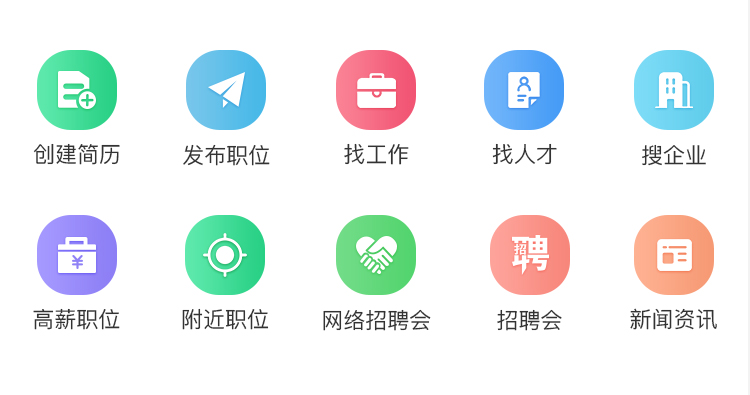 创建简历
发布职位
找工作
找人才
搜企业
¥
招聘
高薪职位
附近职位
网络招聘会
招聘会
新闻资讯